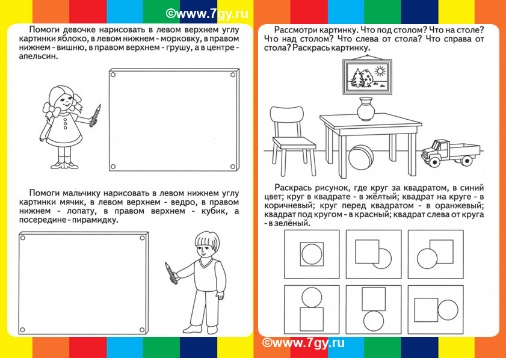 ©www.7gy.ru
Помоги девочке нарисовать в левом верхнем углу
картинки яблоко, в левом нижнем - морковку, в правом
нижнем - вишню, в правом верхнем - грушу, а в центре -
апельсин.
Помоги мальчику нарисовать в левом нижнем углу
картинки мячик, в левом верхнем - ведро, в правом
нижнем - лопату, в правом верхнем - кубик, а
посередине - пирамидку.
Рассмотри картинку. Что под столом? Что на столе?
Что над столом? Что слева от стола? Что справа от
стола? Раскрась картинку.
Раскрась рисунок, где круг за квадратом, в синий
цвет; круг в квадрате - в жёлтый; квадрат на круге - в
коричневый; круг перед квадратом - в оранжевый;
квадрат под кругом - в красный; квадрат слева от круга
- в зелёный.
©www.7gy.ru